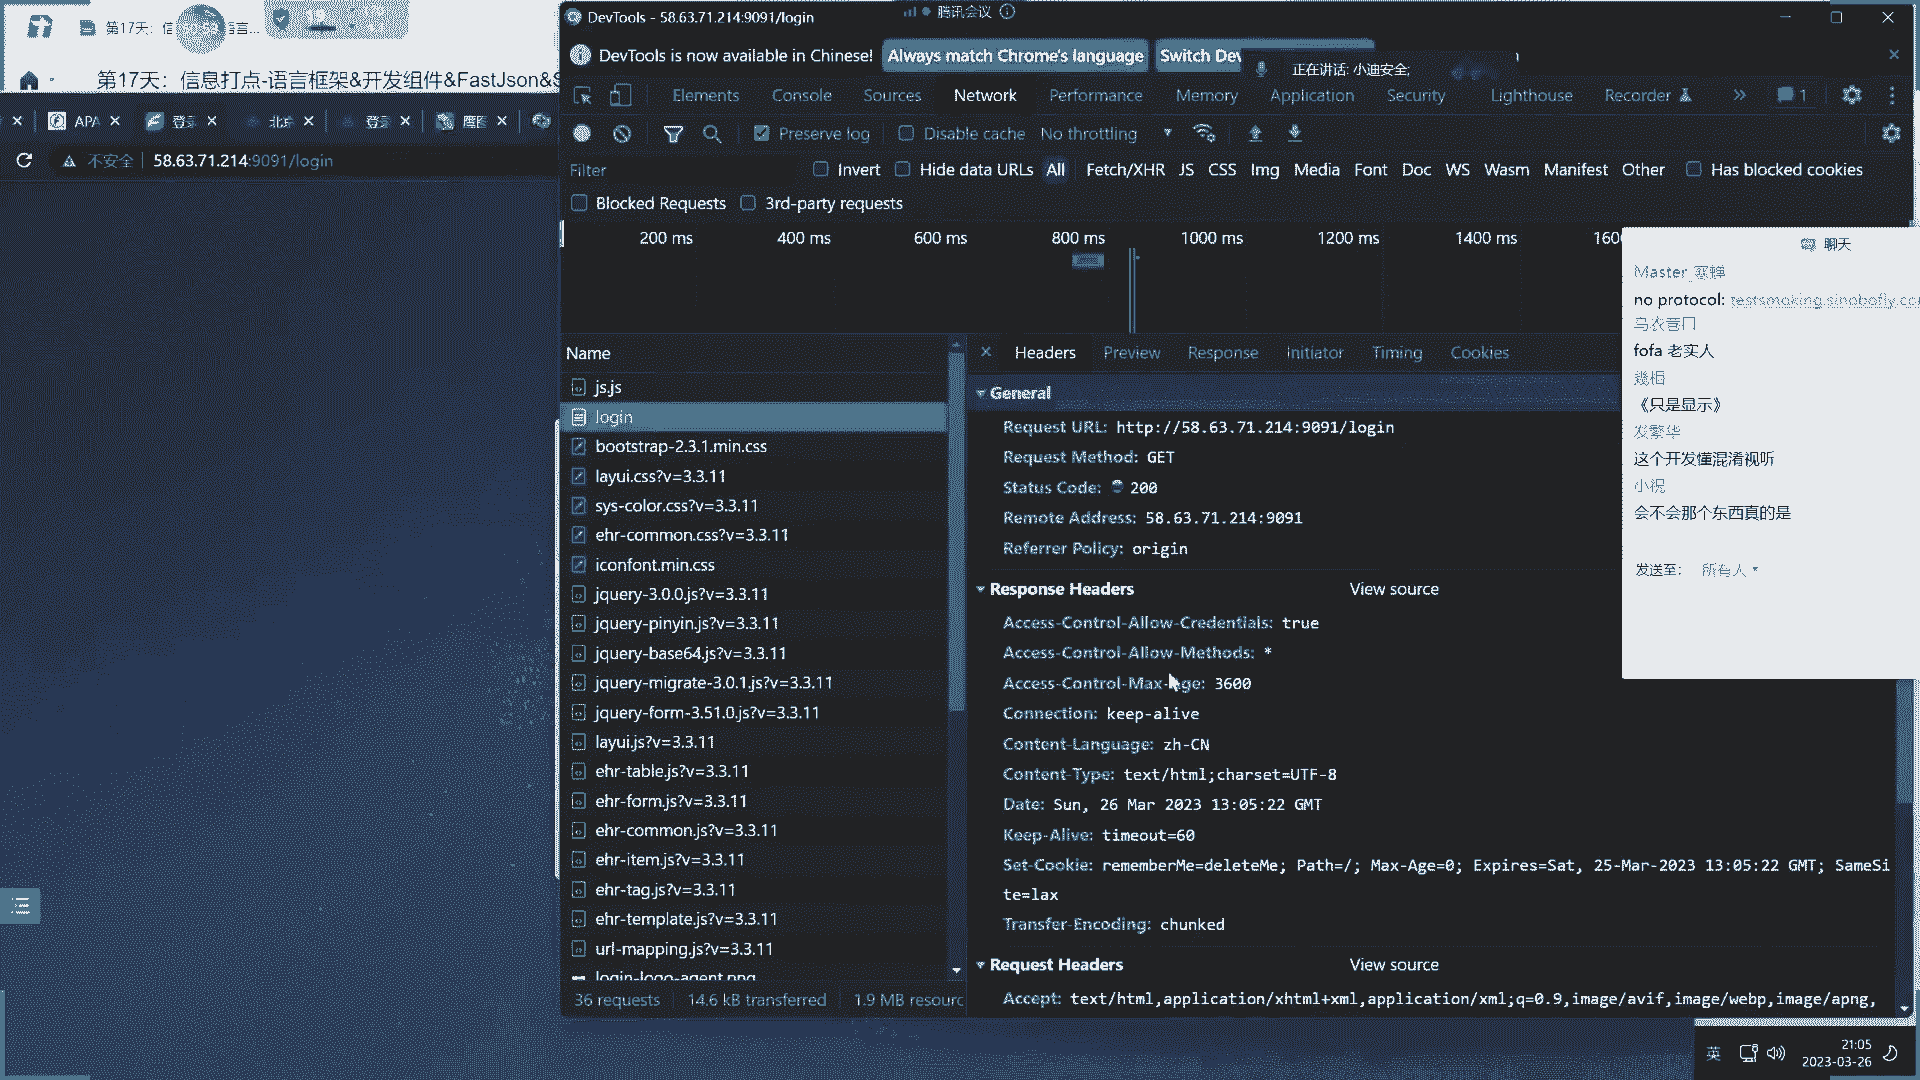 第17天：信
言...
第17天：信息打点-语言框架&开发组件&FastJson&S
APA
登录
北京
登录
鹰图
不安全
58.63.71.214:9091/login
DevTools - 58.63.71.214:9091/login
腾讯会议
DevTools is now available in Chinese!
Always match Chrome's language
Switch Dev
正在讲话: 小迪安全;
Elements
Console
Sources
Network
Performance
Memory
Application
Security
Lighthouse
Recorder
1
Preserve log
Disable cache
No throttling
Filter
Invert
Hide data URLs
All
Fetch/XHR
JS
CSS
Img
Media
Font
Doc
WS
Wasm
Manifest
Other
Has blocked cookies
Blocked Requests
3rd-party requests
200 ms
400 ms
600 ms
800 ms
1000 ms
1200 ms
1400 ms
1600
Name
js.js
login
bootstrap-2.3.1.min.css
layui.css?v=3.3.11
sys-color.css?v=3.3.11
ehr-common.css?v=3.3.11
iconfont.min.css
jquery-3.0.0.js?v=3.3.11
jquery-pinyin.js?v=3.3.11
jquery-base64.js?v=3.3.11
jquery-migrate-3.0.1.js?v=3.3.11
jquery-form-3.51.0.js?v=3.3.11
layui.js?v=3.3.11
ehr-table.js?v=3.3.11
ehr-form.js?v=3.3.11
ehr-common.js?v=3.3.11
ehr-item.js?v=3.3.11
ehr-tag.js?v=3.3.11
ehr-template.js?v=3.3.11
url-mapping.js?v=3.3.11
login-logo-agent.png
36 requests
14.6 kB transferred
1.9 MB resourc
Headers
Preview
Response
Initiator
Timing
Cookies
General
Request URL: http://58.63.71.214:9091/login
Request Method: GET
Status Code: 200
Remote Address: 58.63.71.214:9091
Referrer Policy: origin
Response Headers
View source
Access-Control-Allow-Credentials: true
Access-Control-Allow-Methods: *
Access-Control-Max-Age: 3600
Connection: keep-alive
Content-Language: zh-CN
Content-Type: text/html;charset=UTF-8
Date: Sun, 26 Mar 2023 13:05:22 GMT
Keep-Alive: timeout=60
Set-Cookie: rememberMe=deleteMe; Path=/; Max-Age=0; Expires=Sat, 25-Mar-2023 13:05:22 GMT; SameSi
te=lax
Transfer-Encoding: chunked
Request Headers
View source
Accept: text/html,application/xhtml+xml,application/xml;q=0.9,image/avif,image/webp,image/apng,
聊天
Master 寒蝉
no protocol: testsmoking.sinobofly.co
乌衣巷口
fofa 老实人
《只是显示》
发繁华
这个开发懂混淆视听
小祝
会不会那个东西真的是
发送至:
所有人
英
21:05
2023-03-26